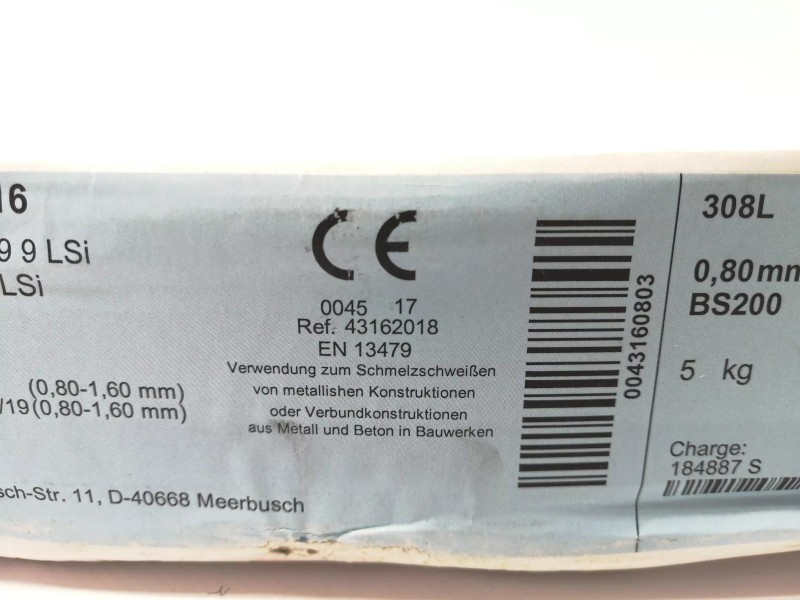 16
9 9 LSi
LSi
(0,80-1,60 mm)
/19(0,80-1,60 mm)
sch-Str. 11, D-40668 Meerbusch
CE
0045 17
Ref. 43162018
EN 13479
Verwendung zum Schmelzschweißen
von metallishen Konstruktionen
oder Verbundkonstruktionen
aus Metall und Beton in Bauwerken
0043160803
308L
0,80mm
BS200
5 kg
Charge:
184887 S